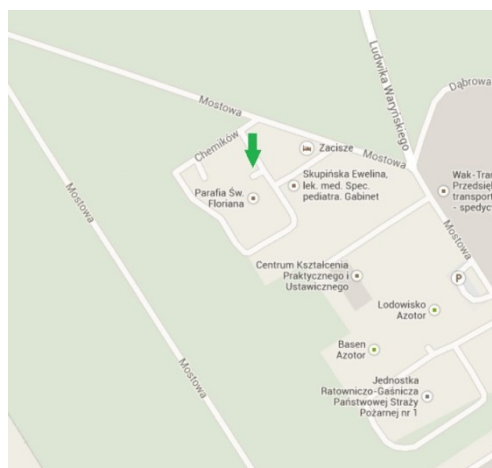 Ludwika Waryńskiego
Dąbrowa
Mostowa
Chemików
Zacisze
Mostowa
Skupińska Ewelina,
lek. med. Spec.
pediatra. Gabinet
Wak-Tra
Przedsię
transport
- spedyc
Parafia Św.
Floriana
Mostowa
Mostowa
Centrum Kształcenia
Praktycznego i
Ustawicznego
P
Lodowisko
Azotor
Basen
Azotor
Mostowa
Jednostka
Ratowniczo-Gaśnicza
Państwowej Straży
Pożarnej nr 1